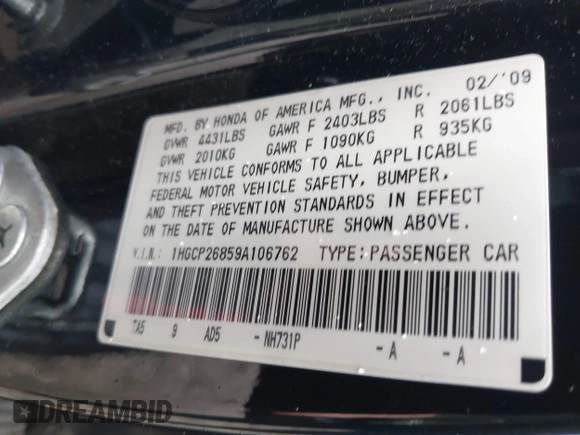 MFD. BY HONDA OF AMERICA MFG., INC. 02/'09
GVWR 4431LBS GAWR F 2403LBS R 2061LBS
GVWR 2010KG GAWR F 1090KG R 935KG
THIS VEHICLE CONFORMS TO ALL APPLICABLE
FEDERAL MOTOR VEHICLE SAFETY, BUMPER,
AND THEFT PREVENTION STANDARDS IN EFFECT
ON THE DATE OF MANUFACTURE SHOWN ABOVE.
V.I.N.: 1HGCP26859A106762 TYPE:PASSENGER CAR
TA5 9 AD5 -NH731P -A -A
DREAMBID